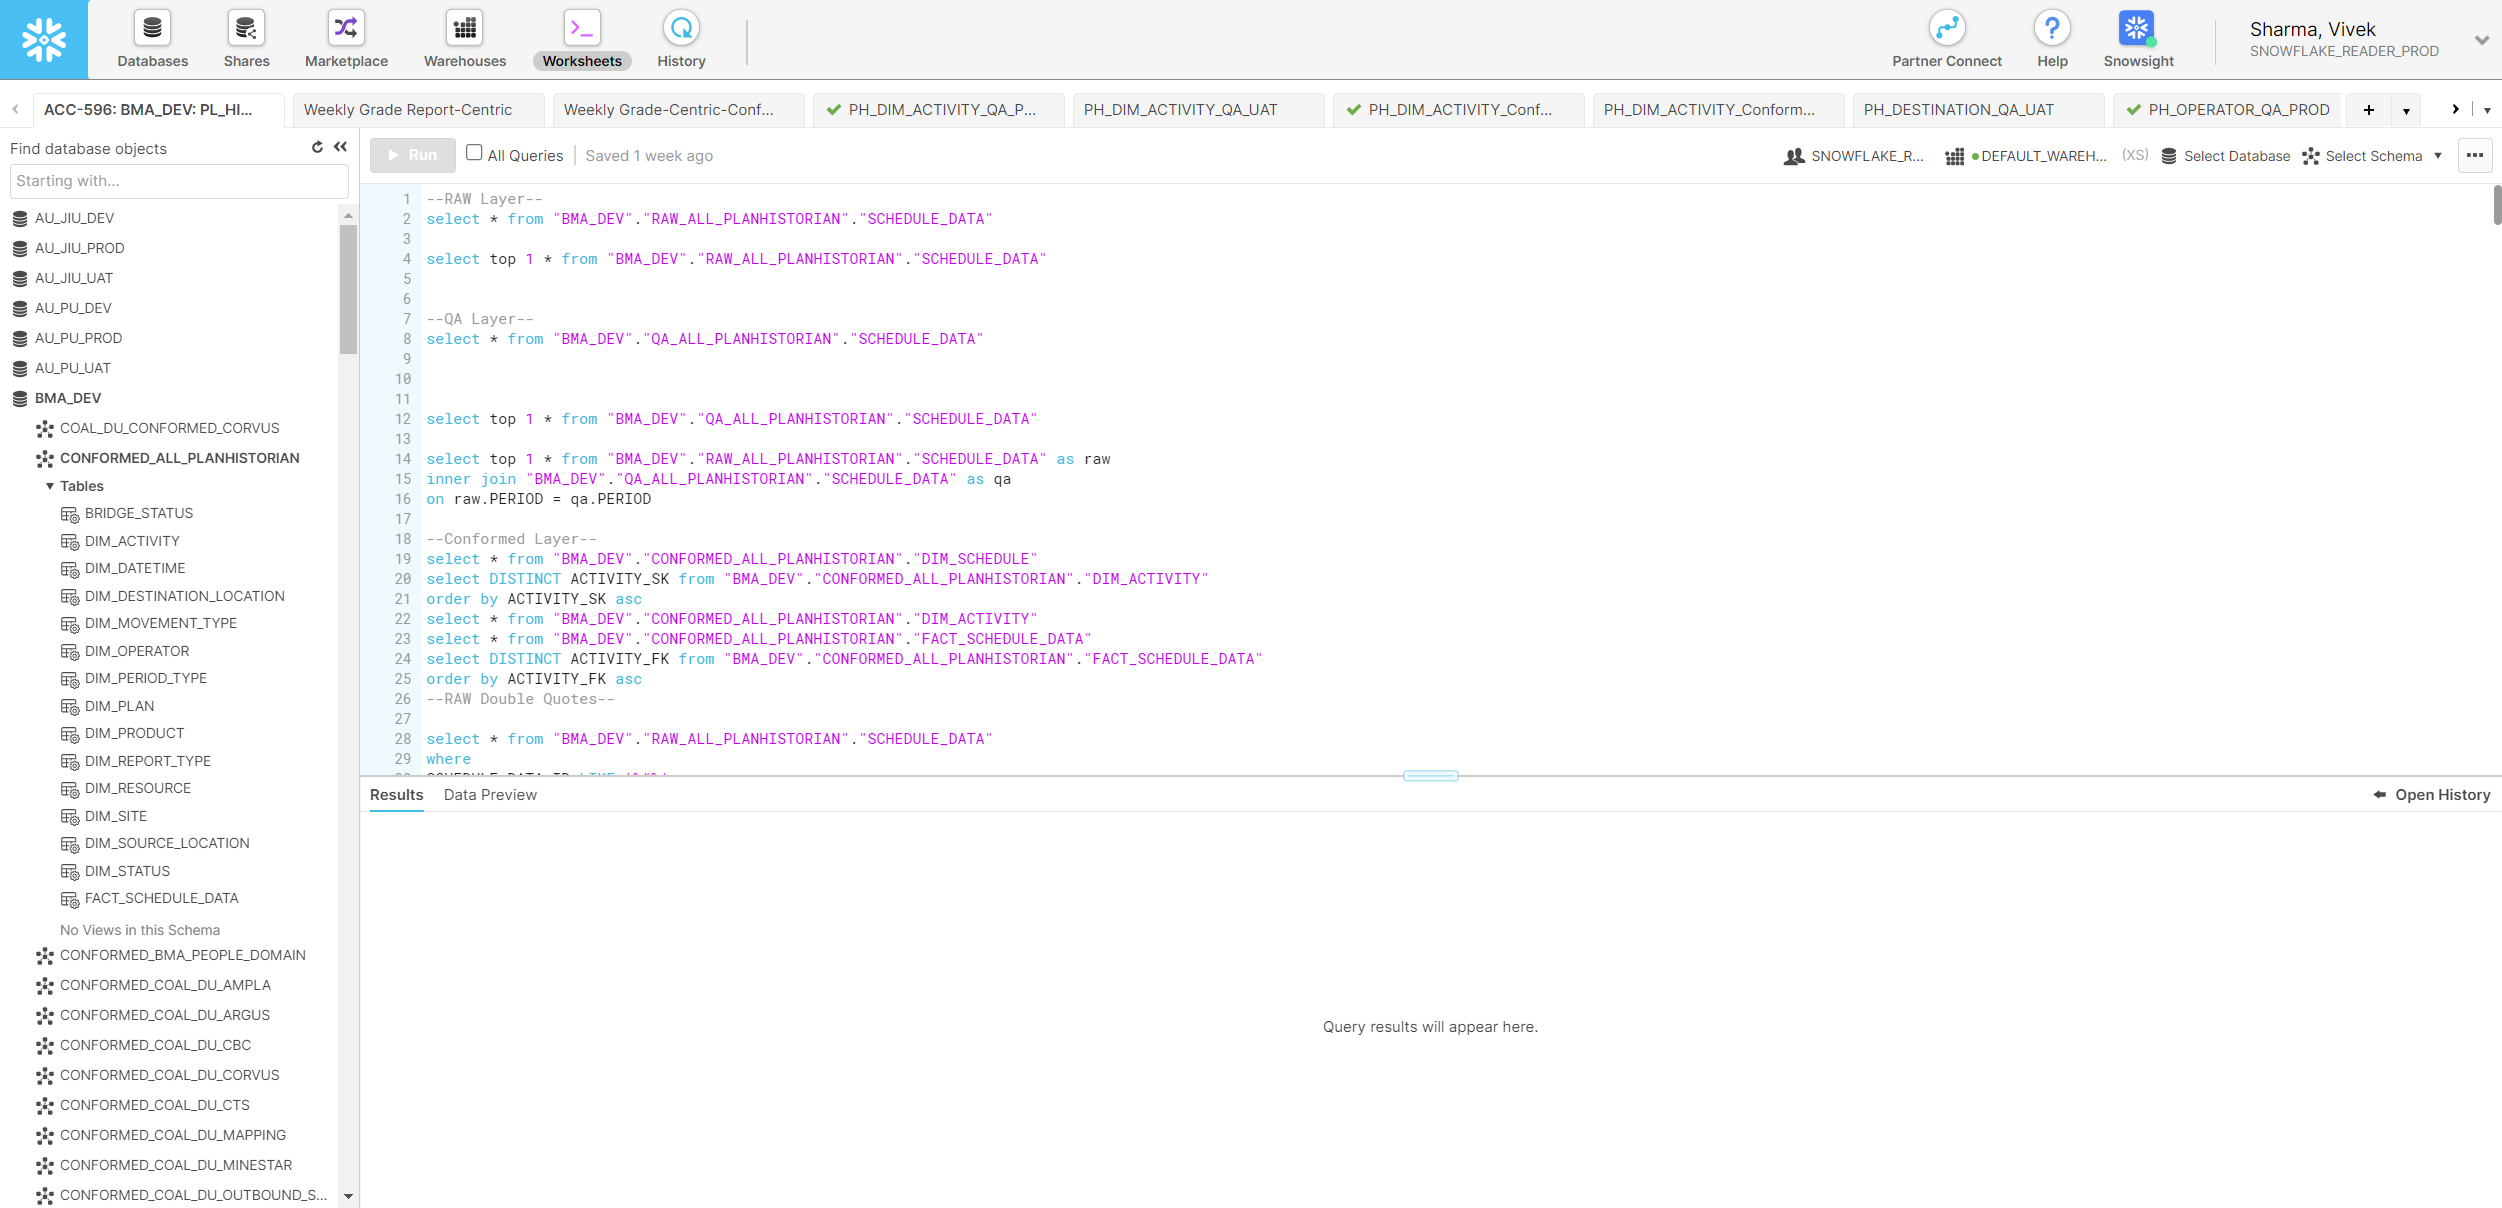 Databases
Shares
Marketplace
Warehouses
Worksheets
History
Partner Connect
Help
Snowsight
Sharma, Vivek
SNOWFLAKE_READER_PROD
ACC-596: BMA_DEV: PL_HI...
Weekly Grade Report-Centric
Weekly Grade-Centric-Conf...
PH_DIM_ACTIVITY_QA_P...
PH_DIM_ACTIVITY_QA_UAT
PH_DIM_ACTIVITY_Conf...
PH_DIM_ACTIVITY_Conform...
PH_DESTINATION_QA_UAT
PH_OPERATOR_QA_PROD
Find database objects
Starting with...
AU_JIU_DEV
AU_JIU_PROD
AU_JIU_UAT
AU_PU_DEV
AU_PU_PROD
AU_PU_UAT
BMA_DEV
COAL_DU_CONFORMED_CORVUS
CONFORMED_ALL_PLANHISTORIAN
Tables
BRIDGE_STATUS
DIM_ACTIVITY
DIM_DATETIME
DIM_DESTINATION_LOCATION
DIM_MOVEMENT_TYPE
DIM_OPERATOR
DIM_PERIOD_TYPE
DIM_PLAN
DIM_PRODUCT
DIM_REPORT_TYPE
DIM_RESOURCE
DIM_SITE
DIM_SOURCE_LOCATION
DIM_STATUS
FACT_SCHEDULE_DATA
No Views in this Schema
CONFORMED_BMA_PEOPLE_DOMAIN
CONFORMED_COAL_DU_AMPLA
CONFORMED_COAL_DU_ARGUS
CONFORMED_COAL_DU_CBC
CONFORMED_COAL_DU_CORVUS
CONFORMED_COAL_DU_CTS
CONFORMED_COAL_DU_MAPPING
CONFORMED_COAL_DU_MINESTAR
CONFORMED_COAL_DU_OUTBOUND_S...
Run
All Queries
Saved 1 week ago
SNOWFLAKE_R...
DEFAULT_WAREH...
(XS)
Select Database
Select Schema
1 --RAW Layer--
2 select * from "BMA_DEV"."RAW_ALL_PLANHISTORIAN"."SCHEDULE_DATA"
3
4 select top 1 * from "BMA_DEV"."RAW_ALL_PLANHISTORIAN"."SCHEDULE_DATA"
5
6
7 --QA Layer--
8 select * from "BMA_DEV"."QA_ALL_PLANHISTORIAN"."SCHEDULE_DATA"
9
10
11
12 select top 1 * from "BMA_DEV"."QA_ALL_PLANHISTORIAN"."SCHEDULE_DATA"
13
14 select top 1 * from "BMA_DEV"."RAW_ALL_PLANHISTORIAN"."SCHEDULE_DATA" as raw
15 inner join "BMA_DEV"."QA_ALL_PLANHISTORIAN"."SCHEDULE_DATA" as qa
16 on raw.PERIOD = qa.PERIOD
17
18 --Conformed Layer--
19 select * from "BMA_DEV"."CONFORMED_ALL_PLANHISTORIAN"."DIM_SCHEDULE"
20 select DISTINCT ACTIVITY_SK from "BMA_DEV"."CONFORMED_ALL_PLANHISTORIAN"."DIM_ACTIVITY"
21 order by ACTIVITY_SK asc
22 select * from "BMA_DEV"."CONFORMED_ALL_PLANHISTORIAN"."DIM_ACTIVITY"
23 select * from "BMA_DEV"."CONFORMED_ALL_PLANHISTORIAN"."FACT_SCHEDULE_DATA"
24 select DISTINCT ACTIVITY_FK from "BMA_DEV"."CONFORMED_ALL_PLANHISTORIAN"."FACT_SCHEDULE_DATA"
25 order by ACTIVITY_FK asc
26 --RAW Double Quotes--
27
28 select * from "BMA_DEV"."RAW_ALL_PLANHISTORIAN"."SCHEDULE_DATA"
29 where
Results
Data Preview
Open History
Query results will appear here.